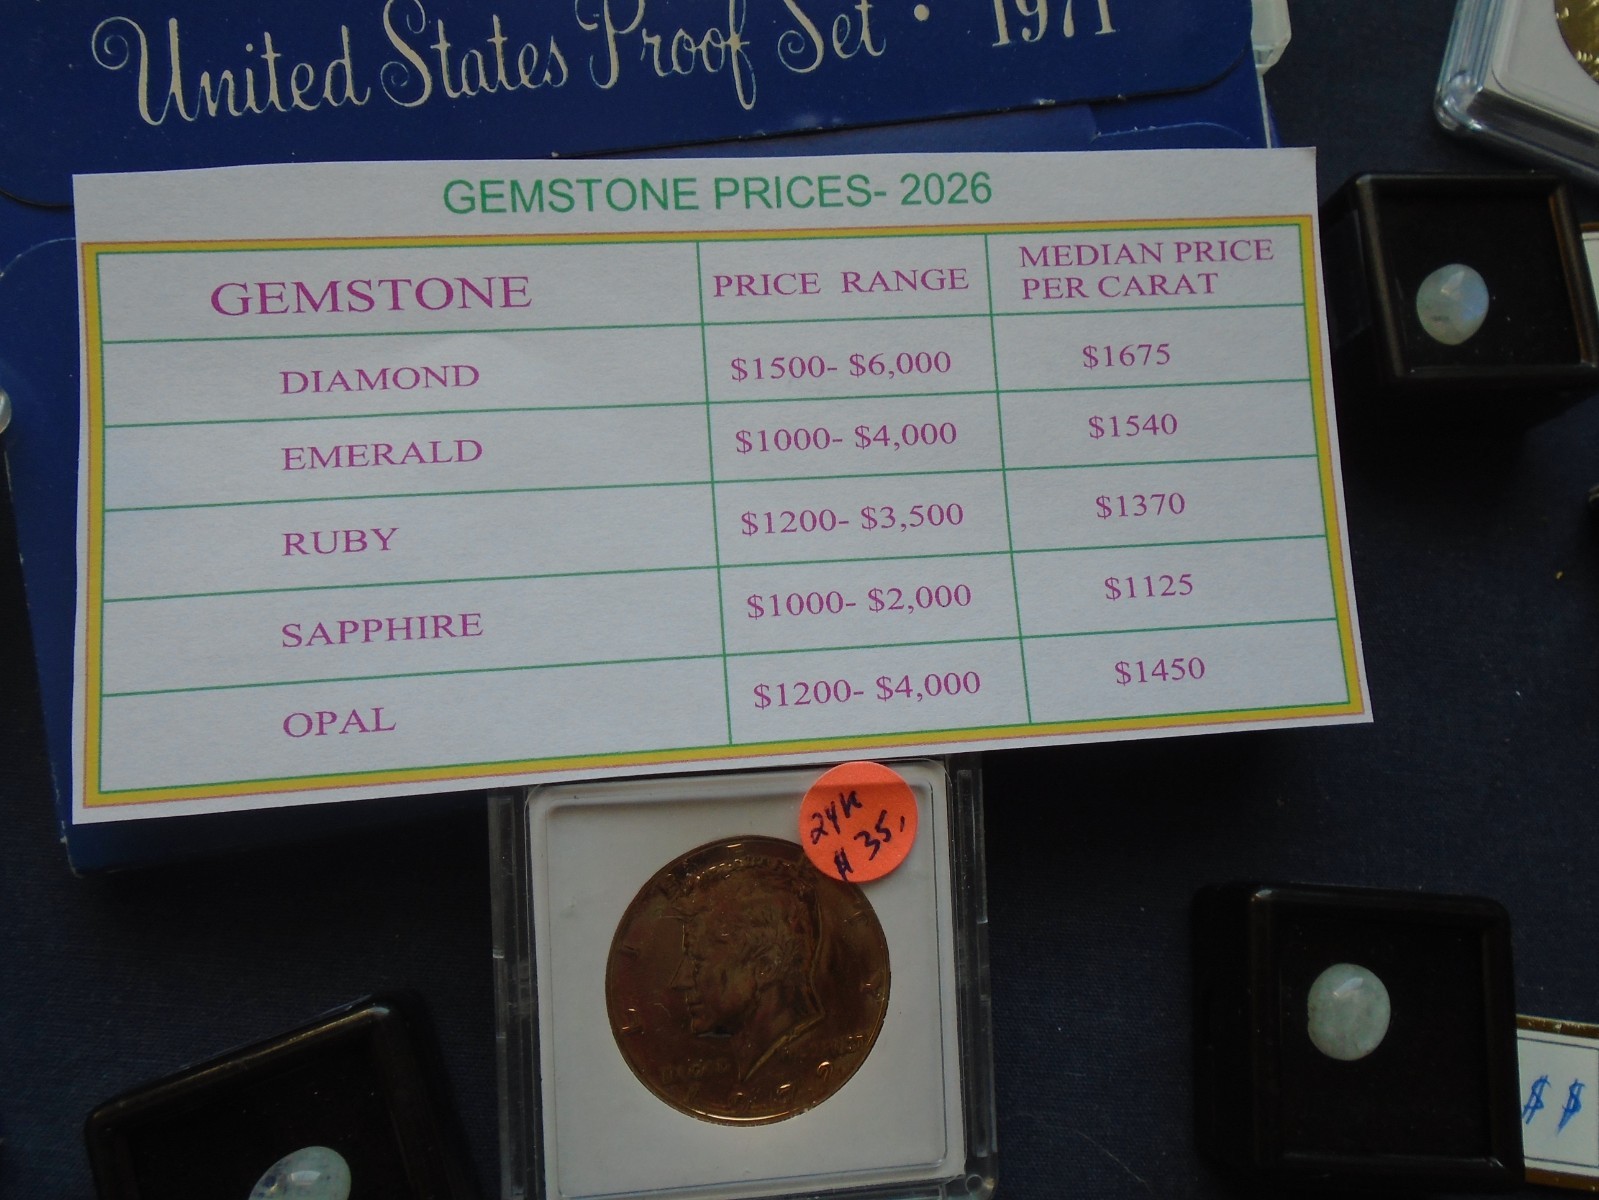 United States Proof Set • 1971
GEMSTONE PRICES- 2026
GEMSTONE PRICE RANGE MEDIAN PRICE
PER CARAT
DIAMOND $1500- $6,000 $1675
EMERALD $1000- $4,000 $1540
RUBY $1200- $3,500 $1370
SAPPHIRE $1000- $2,000 $1125
OPAL $1200- $4,000 $1450
24K
$35.
$ $